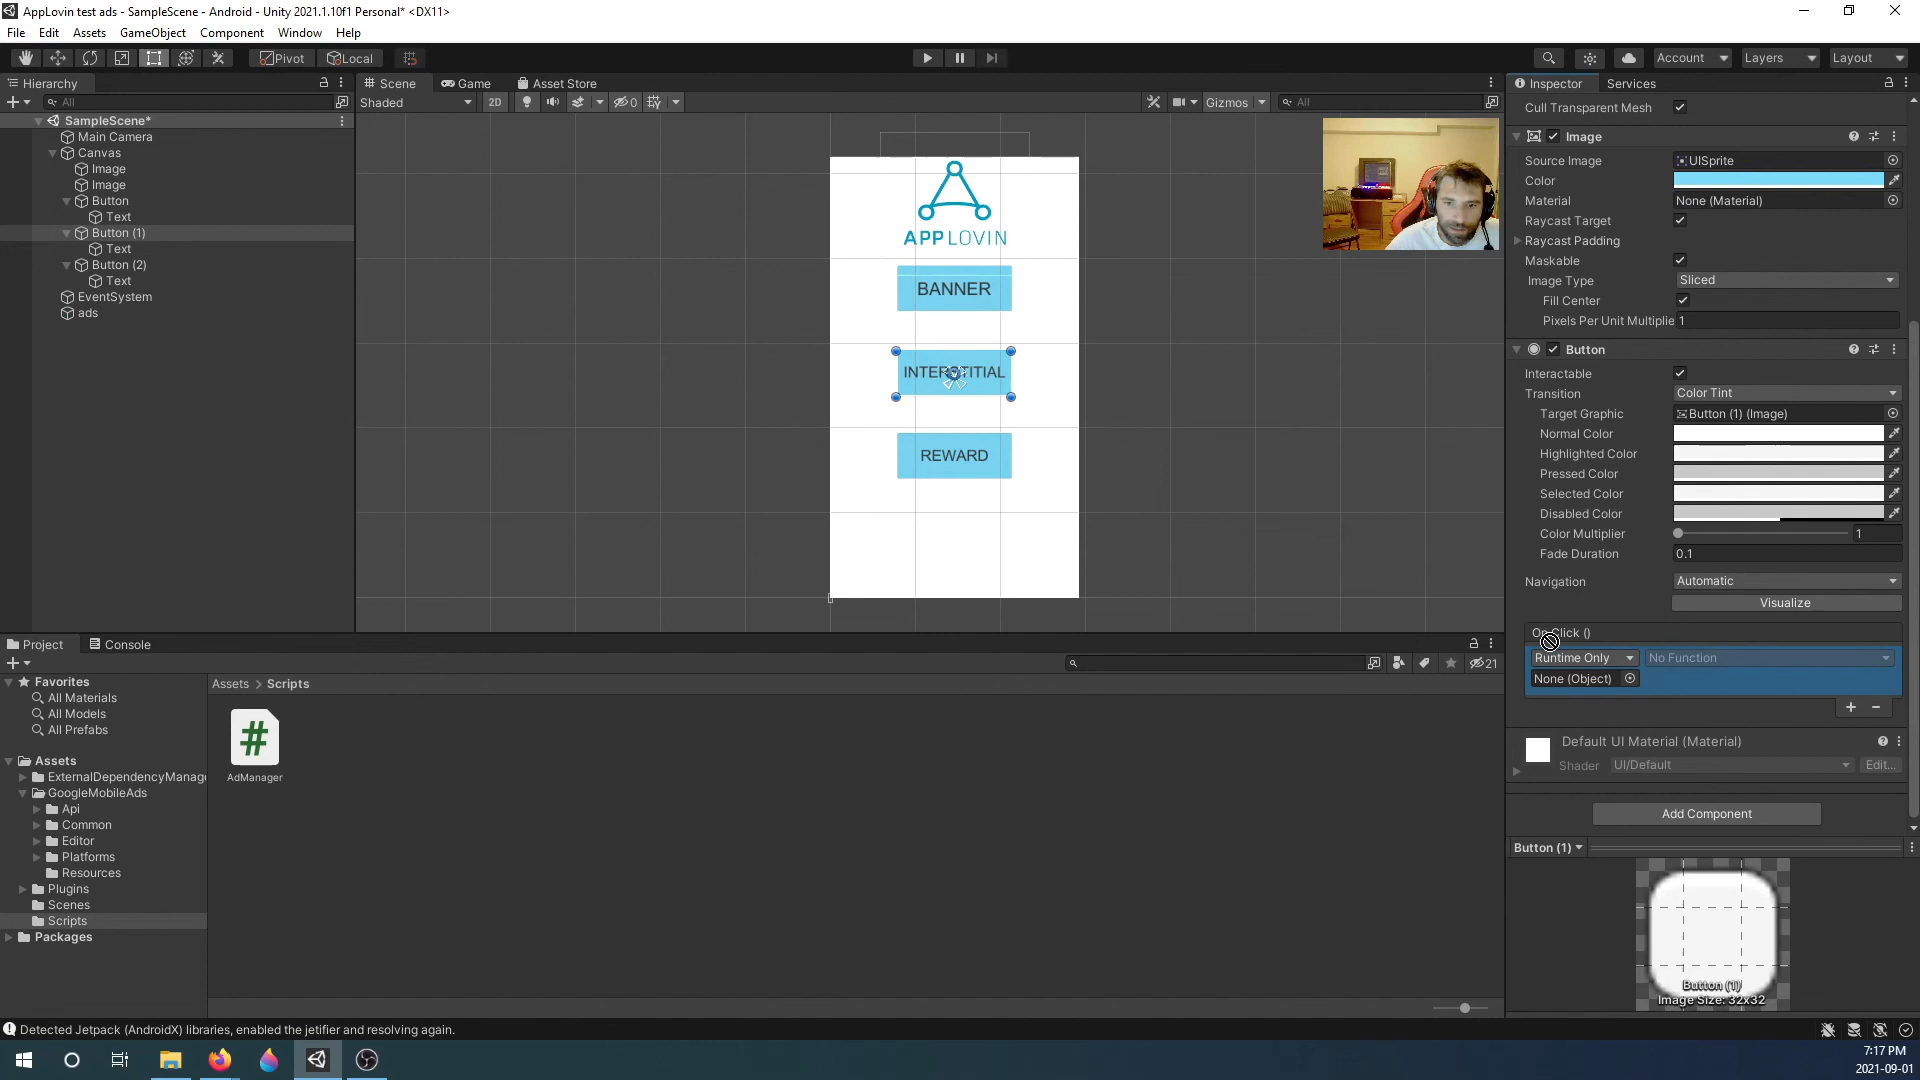 AppLovin test ads - SampleScene - Android - Unity 2021.1.10f1 Personal* <DX11>
File Edit Assets GameObject Component Window Help
Pivot Local Account Layers Layout
Hierarchy
All
SampleScene*
Main Camera
Canvas
Image
Image
Button
Text
Button (1)
Text
Button (2)
Text
EventSystem
ads
Scene Game Asset Store
Shaded 2D 0 Gizmos All
APPLOVIN
BANNER
INTERSTITIAL
REWARD
Inspector Services
Cull Transparent Mesh
Image
Source Image UISprite
Color
Material None (Material)
Raycast Target
Raycast Padding
Maskable
Image Type Sliced
Fill Center
Pixels Per Unit Multiplie 1
Button
Interactable
Transition Color Tint
Target Graphic Button (1) (Image)
Normal Color
Highlighted Color
Pressed Color
Selected Color
Disabled Color
Color Multiplier 1
Fade Duration 0.1
Navigation Automatic
Visualize
On Click ()
Runtime Only No Function
None (Object)
+ −
Default UI Material (Material)
Shader UI/Default Edit...
Add Component
Button (1)
Button (1)
Image Size: 32x32
Project Console
21
Favorites
All Materials
All Models
All Prefabs
Assets
ExternalDependencyManage
GoogleMobileAds
Api
Common
Editor
Platforms
Resources
Plugins
Scenes
Scripts
Packages
Assets > Scripts
#
AdManager
Detected Jetpack (AndroidX) libraries, enabled the jetifier and resolving again.
7:17 PM
2021-09-01